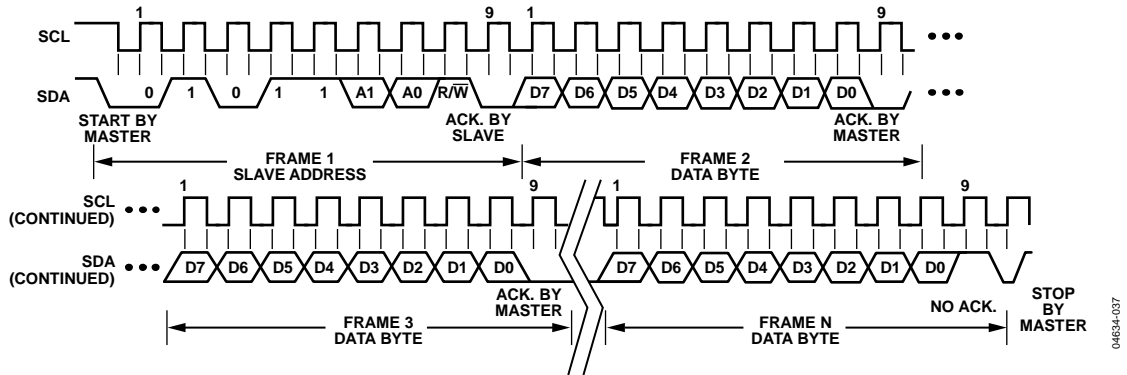 1 9 1 9
SCL
SDA 0 1 0 1 1 A1 A0 R/W̅ D7 D6 D5 D4 D3 D2 D1 D0
START BY
MASTER
ACK. BY
SLAVE
ACK. BY
MASTER
FRAME 1
SLAVE ADDRESS
FRAME 2
DATA BYTE
1 9 1 9
SCL
(CONTINUED)
SDA
(CONTINUED)
D7 D6 D5 D4 D3 D2 D1 D0 D7 D6 D5 D4 D3 D2 D1 D0
ACK. BY
MASTER
NO ACK.
STOP
BY
MASTER
FRAME 3
DATA BYTE
FRAME N
DATA BYTE
04634-037